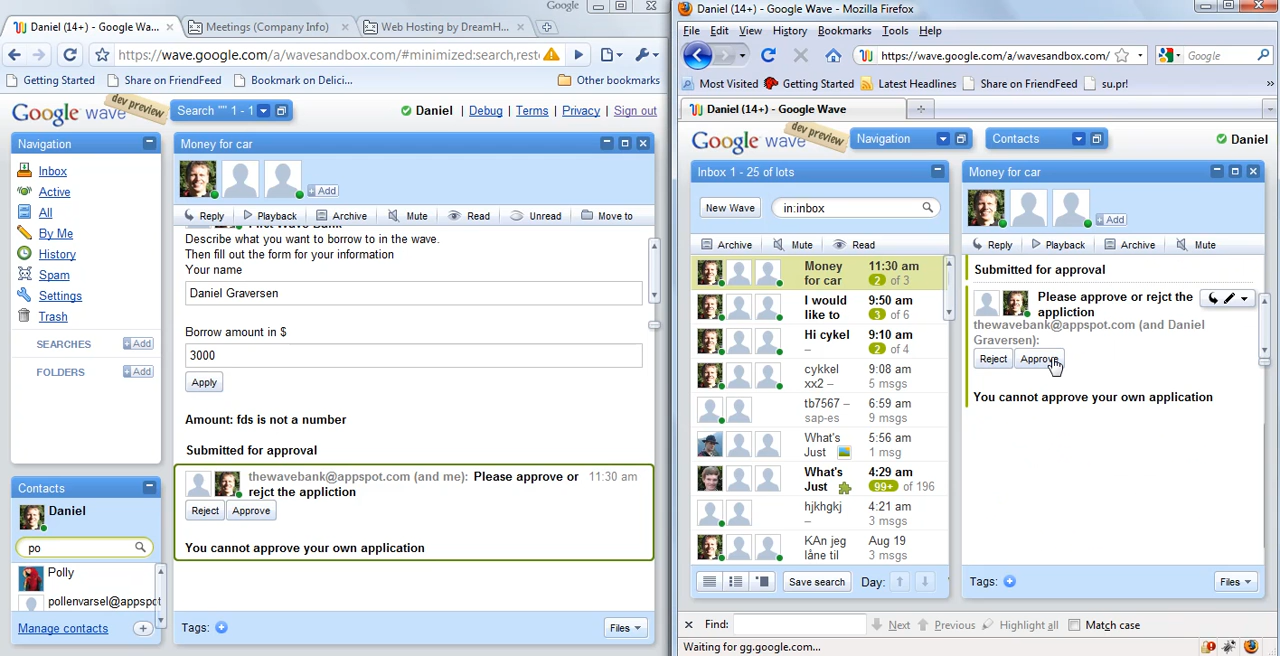 Daniel (14+) - Google Wa...
Meetings (Company Info)
Web Hosting by DreamH...
Google
https://wave.google.com/a/wavesandbox.com/#minimized:search,rest
Getting Started
Share on FriendFeed
Bookmark on Delici...
Other bookmarks
Google wave
dev preview
Search "" 1 - 1
Daniel
Debug
Terms
Privacy
Sign out
Navigation
Inbox
Active
All
By Me
History
Spam
Settings
Trash
SEARCHES
Add
FOLDERS
Add
Contacts
Daniel
po
Polly
pollenvarsel@appspot
Manage contacts
Money for car
Add
Reply
Playback
Archive
Mute
Read
Unread
Move to
First Wave Bank
Describe what you want to borrow to in the wave.
Then fill out the form for your information
Your name
Daniel Graversen
Borrow amount in $
3000
Apply
Amount: fds is not a number
Submitted for approval
thewavebank@appspot.com (and me): Please approve or 11:30 am
rejct the appliction
Reject Approve
You cannot approve your own application
Tags:
Files
Daniel (14+) - Google Wave - Mozilla Firefox
File Edit View History Bookmarks Tools Help
https://www.google.com/a/wavesandbox.com/
Google
Most Visited
Getting Started
Latest Headlines
Share on FriendFeed
su.pr!
Daniel (14+) - Google Wave
Google wave
dev preview
Navigation
Contacts
Daniel
Inbox 1 - 25 of lots
New Wave
in:inbox
Archive
Mute
Read
Money 11:30 am
for car 2 of 3
I would 9:50 am
like to 3 of 6
Hi cykel 9:10 am
– 2 of 4
cykkel 9:08 am
xx2 – 5 msgs
tb7567 – 6:59 am
sap-es 9 msgs
What's 5:56 am
Just 1 msg
What's 4:29 am
Just 99+ of 196
hjkhgkj 4:21 am
– 3 msgs
KAn jeg Aug 19
låne til 3 msgs
Save search
Day:
Money for car
Add
Reply
Playback
Archive
Mute
Submitted for approval
Please approve or rejct the
appliction
thewavebank@appspot.com (and Daniel
Graversen):
Reject Approve
You cannot approve your own application
Tags:
Files
Find:
Next
Previous
Highlight all
Match case
Waiting for gg.google.com...